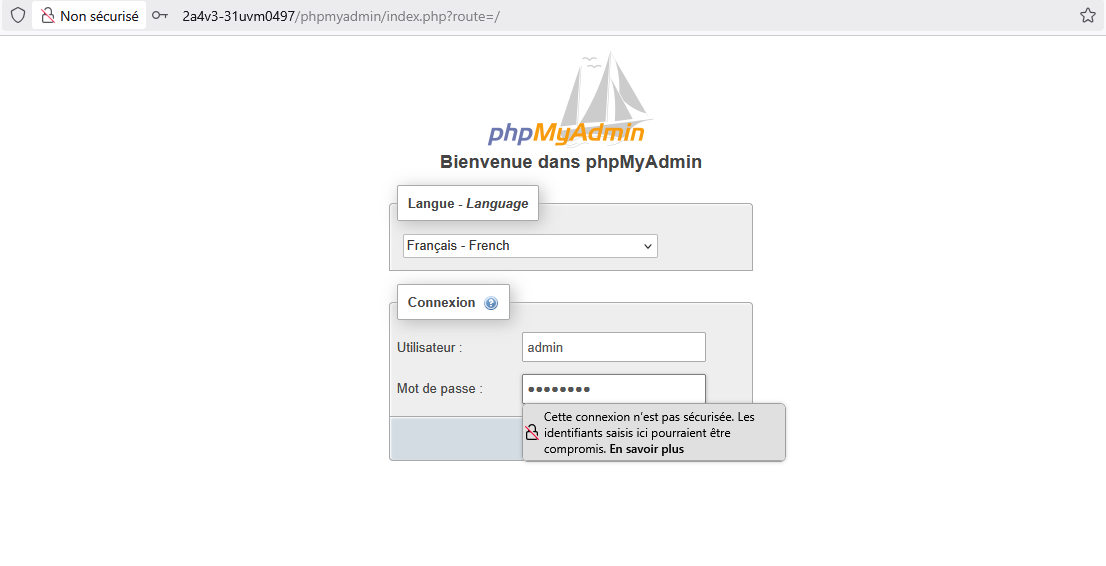 Non sécurisé
2a4v3-31uvm0497/phpmyadmin/index.php?route=/
phpMyAdmin
Bienvenue dans phpMyAdmin
Langue - Language
Français - French
Connexion
Utilisateur :
admin
Mot de passe :
••••••••
Cette connexion n’est pas sécurisée. Les
identifiants saisis ici pourraient être
compromis. En savoir plus